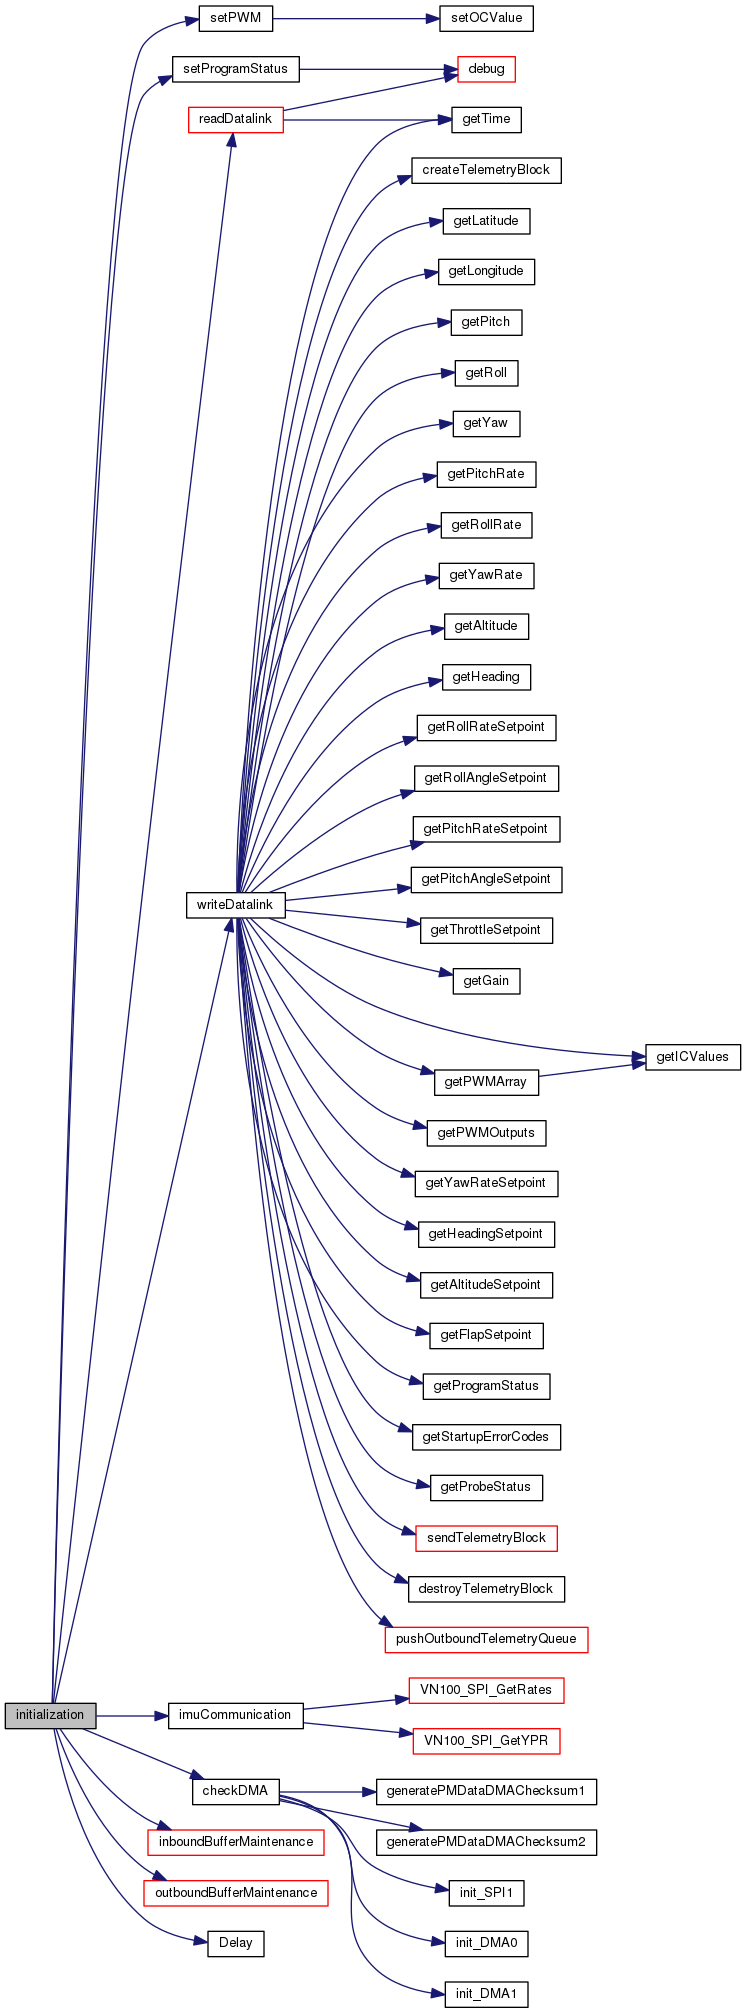 setPWM
setOCValue
setProgramStatus
debug
readDatalink
getTime
createTelemetryBlock
getLatitude
getLongitude
getPitch
getRoll
getYaw
getPitchRate
getRollRate
getYawRate
getAltitude
getHeading
getRollRateSetpoint
getRollAngleSetpoint
getPitchRateSetpoint
getPitchAngleSetpoint
writeDatalink
getThrottleSetpoint
getGain
getICValues
getPWMArray
getPWMOutputs
getYawRateSetpoint
getHeadingSetpoint
getAltitudeSetpoint
getFlapSetpoint
getProgramStatus
getStartupErrorCodes
getProbeStatus
sendTelemetryBlock
destroyTelemetryBlock
pushOutboundTelemetryQueue
VN100_SPI_GetRates
initialization
imuCommunication
VN100_SPI_GetYPR
checkDMA
generatePMDataDMAChecksum1
inboundBufferMaintenance
generatePMDataDMAChecksum2
outboundBufferMaintenance
init_SPI1
Delay
init_DMA0
init_DMA1